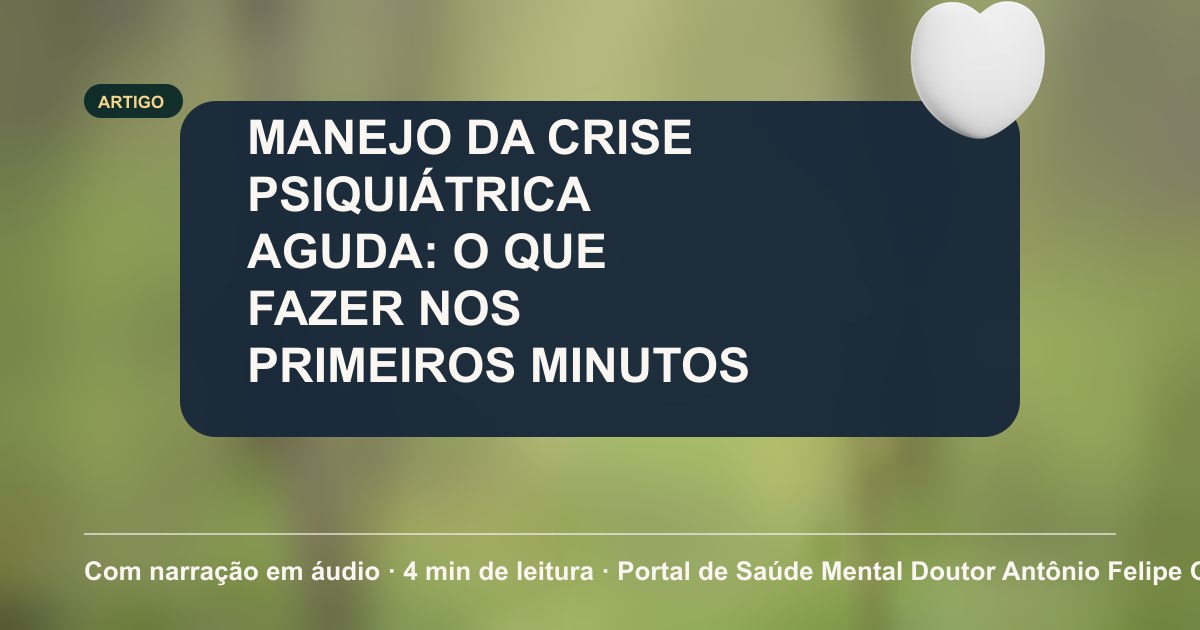 ARTIGO
MANEJO DA CRISE
PSIQUIÁTRICA
AGUDA: O QUE
FAZER NOS
PRIMEIROS MINUTOS
Com narração em áudio · 4 min de leitura · Portal de Saúde Mental Doutor Antônio Felipe